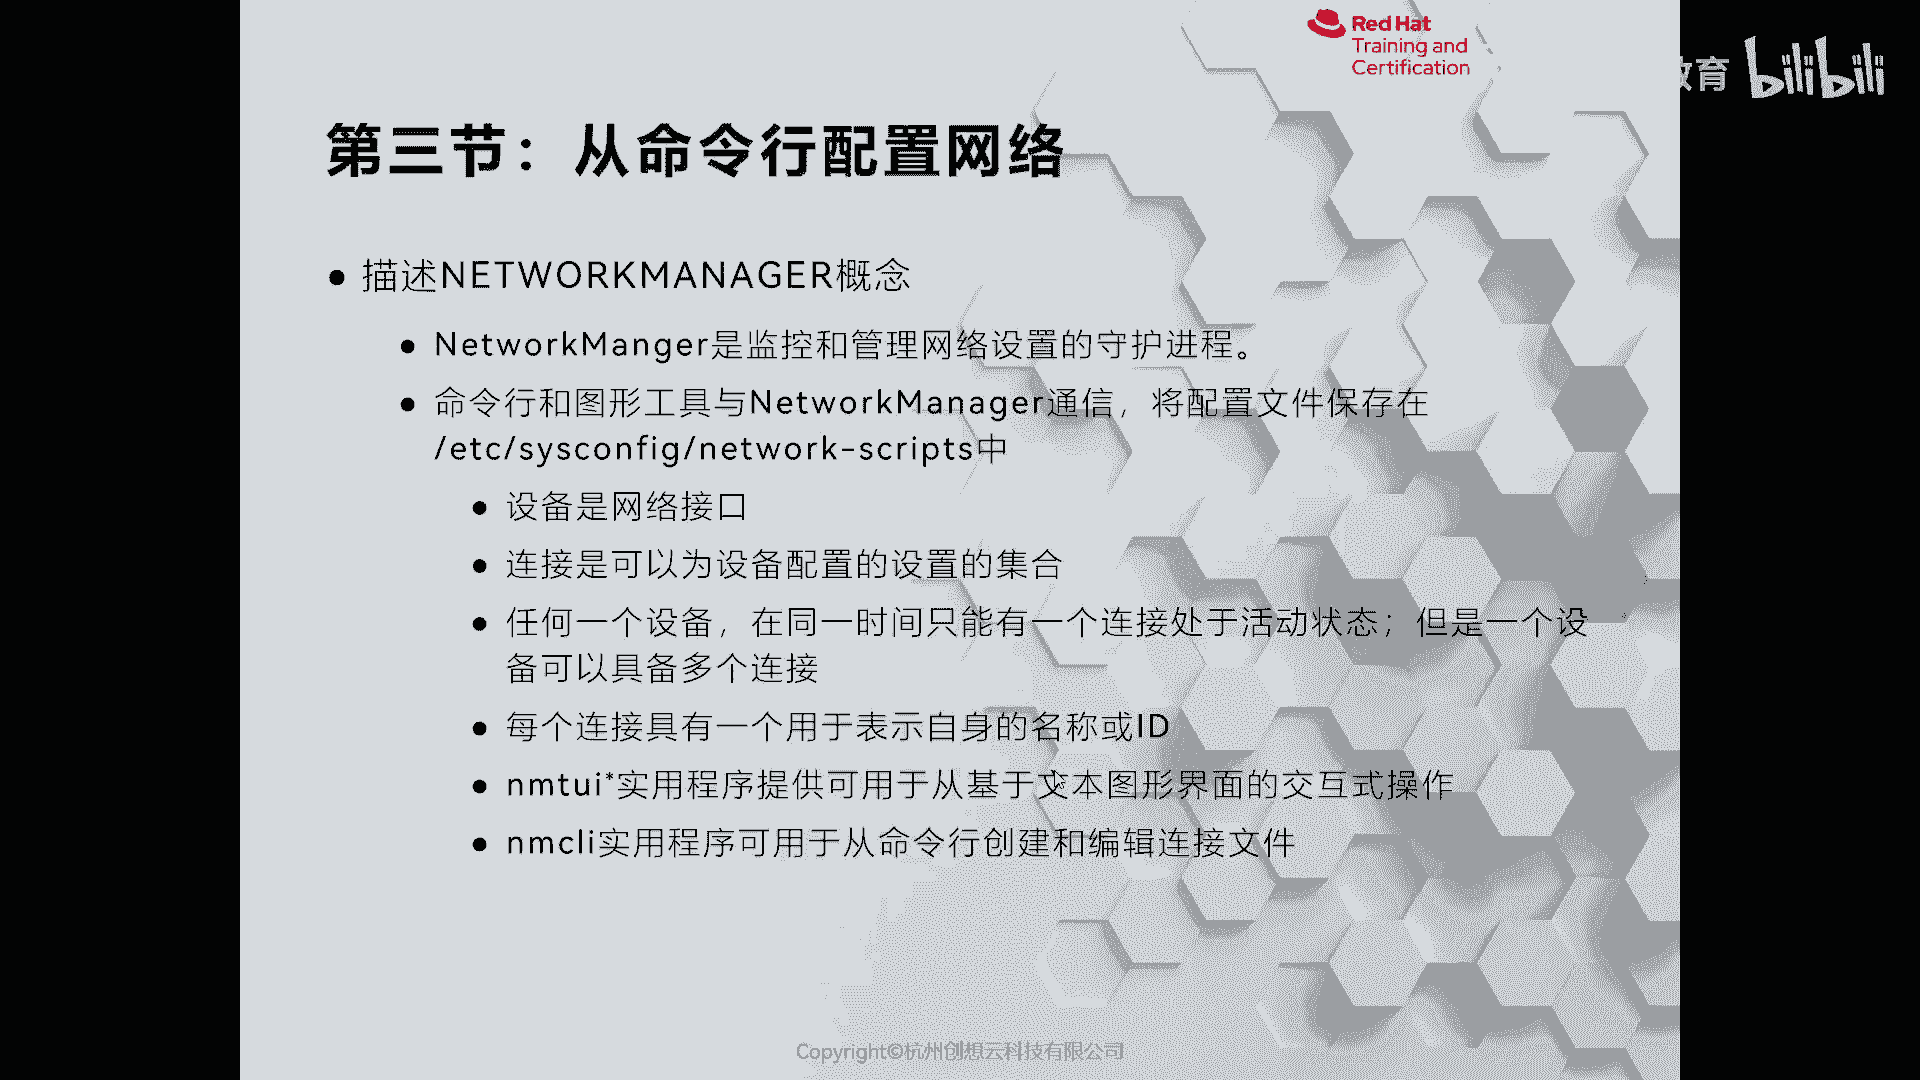 Red Hat
Training and
Certification
教育 bilibili
第三节：从命令行配置网络
● 描述NETWORKMANAGER概念
● NetworkManger是监控和管理网络设置的守护进程。
● 命令行和图形工具与NetworkManager通信，将配置文件保存在
/etc/sysconfig/network-scripts中
● 设备是网络接口
● 连接是可以为设备配置的设置的集合
● 任何一个设备，在同一时间只能有一个连接处于活动状态；但是一个设
备可以具备多个连接
● 每个连接具有一个用于表示自身的名称或ID
● nmtui*实用程序提供可用于从基于文本图形界面的交互式操作
● nmcli实用程序可用于从命令行创建和编辑连接文件
Copyright©杭州创想云科技有限公司